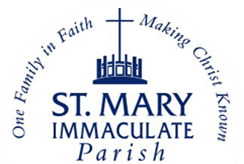 One Family in Faith
Making Christ Known
ST. MARY
IMMACULATE
Parish